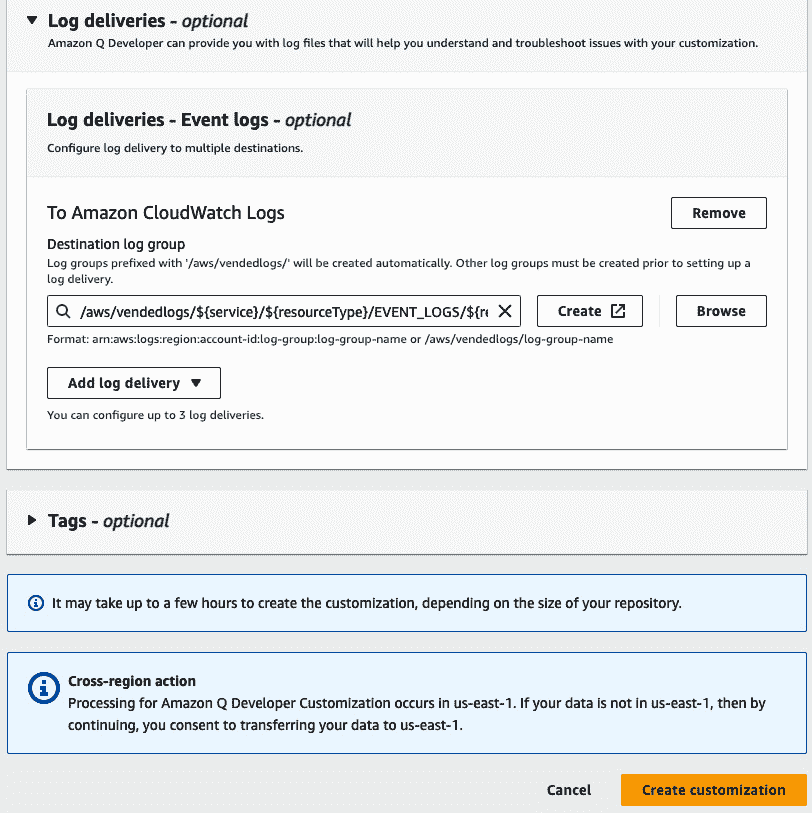 Log deliveries - optional
Amazon Q Developer can provide you with log files that will help you understand and troubleshoot issues with your customization.
Log deliveries - Event logs - optional
Configure log delivery to multiple destinations.
To Amazon CloudWatch Logs
Remove
Destination log group
Log groups prefixed with '/aws/vendedlogs/' will be created automatically. Other log groups must be created prior to setting up a
log delivery.
/aws/vendedlogs/${service}/${resourceType}/EVENT_LOGS/${re
Create
Browse
Format: arn:aws:logs:region:account-id:log-group:log-group-name or /aws/vendedlogs/log-group-name
Add log delivery
You can configure up to 3 log deliveries.
Tags - optional
It may take up to a few hours to create the customization, depending on the size of your repository.
Cross-region action
Processing for Amazon Q Developer Customization occurs in us-east-1. If your data is not in us-east-1, then by
continuing, you consent to transferring your data to us-east-1.
Cancel
Create customization